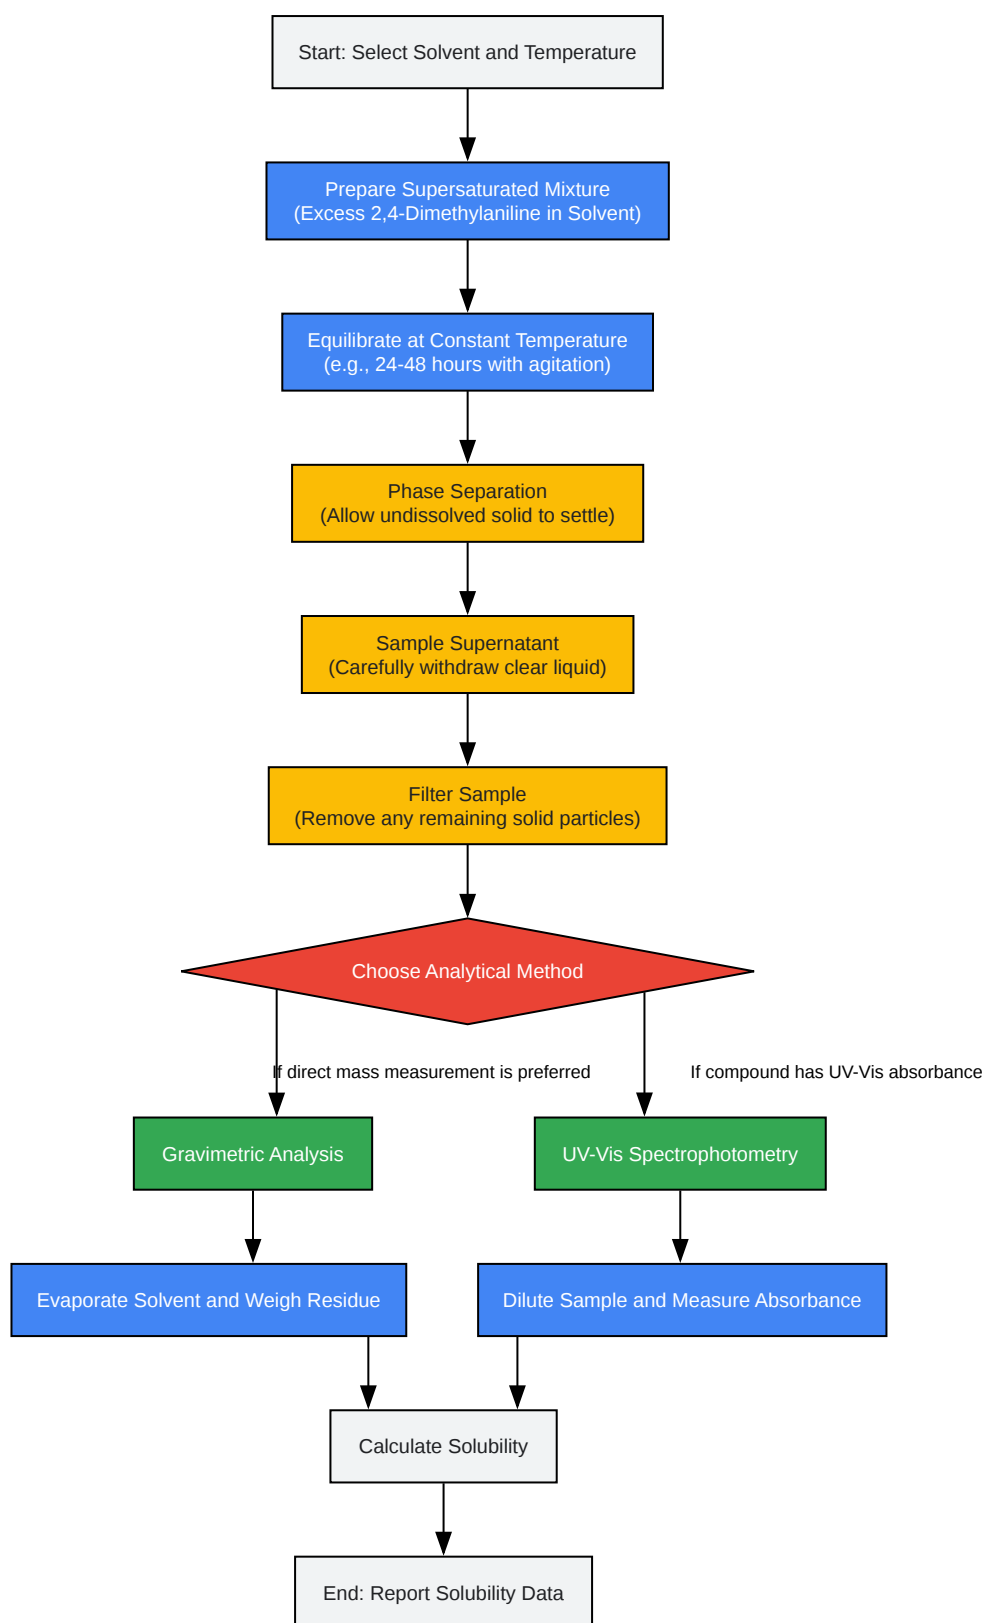 Start: Select Solvent and Temperature
Prepare Supersaturated Mixture
(Excess 2,4-Dimethylaniline in Solvent)
Equilibrate at Constant Temperature
(e.g., 24-48 hours with agitation)
Phase Separation
(Allow undissolved solid to settle)
Sample Supernatant
(Carefully withdraw clear liquid)
Filter Sample
(Remove any remaining solid particles)
Choose Analytical Method
If direct mass measurement is preferred
If compound has UV-Vis absorbance
Gravimetric Analysis
UV-Vis Spectrophotometry
Evaporate Solvent and Weigh Residue
Dilute Sample and Measure Absorbance
Calculate Solubility
End: Report Solubility Data